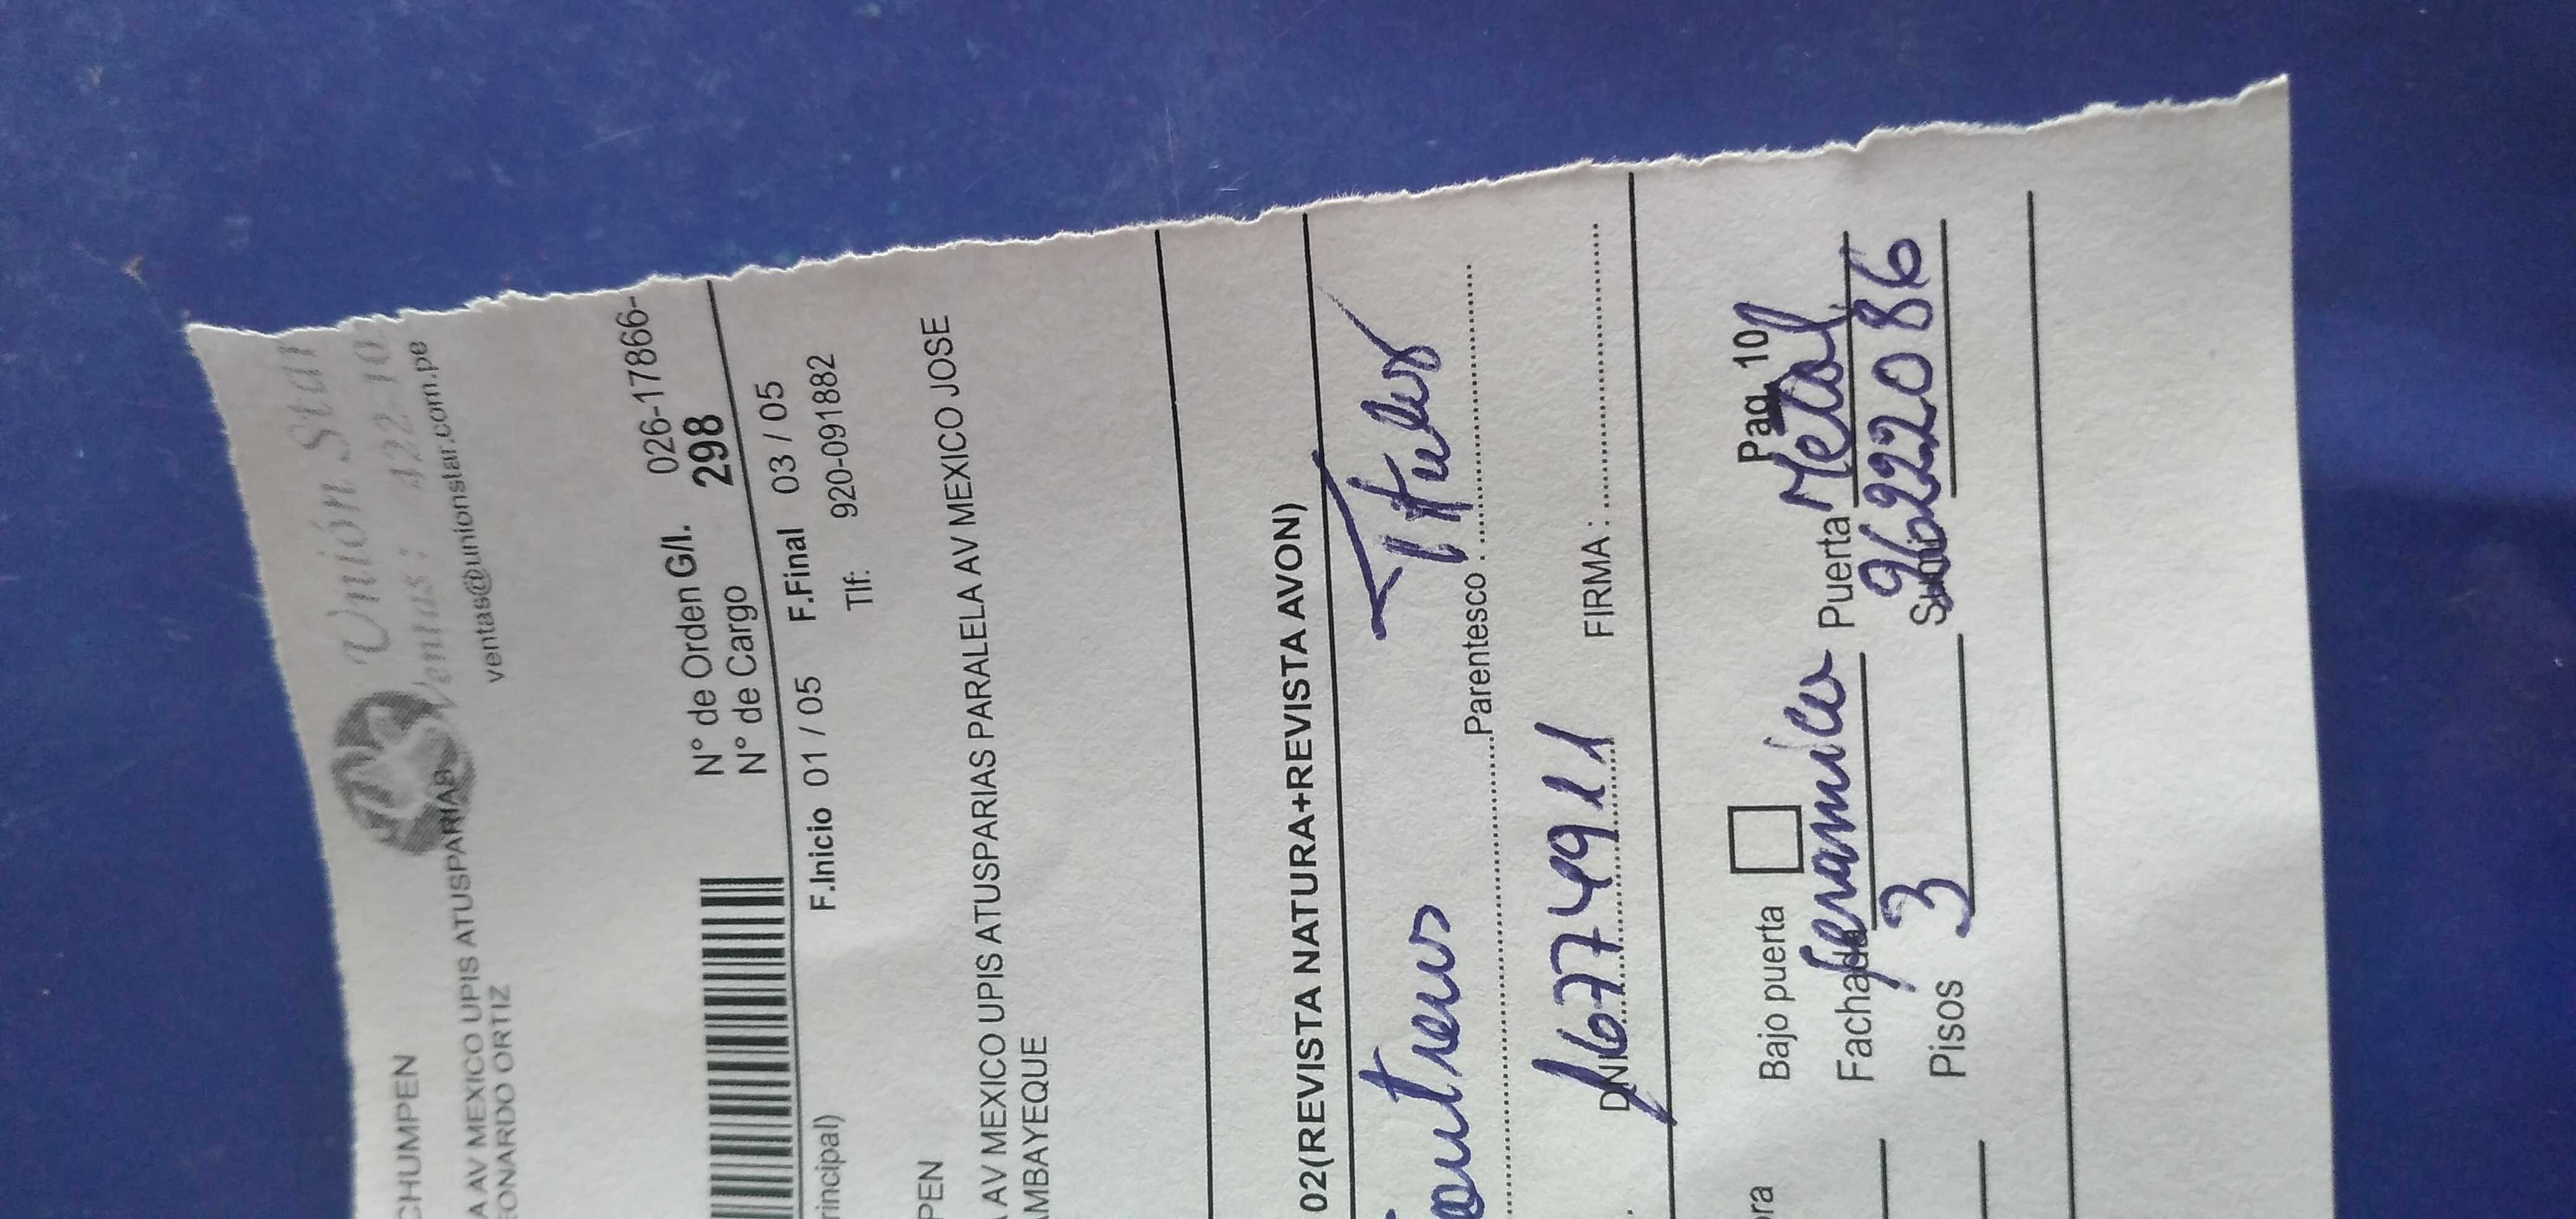 Unión Star
Ventas: 422-10
ventas@unionstar.com.pe
CHUMPEN
A AV MEXICO UPIS ATUSPARIAS
EONARDO ORTIZ
N° de Orden G/I. 026-17866-
N° de Cargo 298
F.Inicio 01 / 05 F.Final 03 / 05
rincipal) Tlf: 920-091882
PEN
A AV MEXICO UPIS ATUSPARIAS PARALELA AV MEXICO JOSE
AMBAYEQUE
02(REVISTA NATURA+REVISTA AVON)
Parentesco : Titular
DNI 16774911 FIRMA :
Bajo puerta Pag 10
Fachada Puerta Metal
Pisos 3 Sumi 9622086
ora